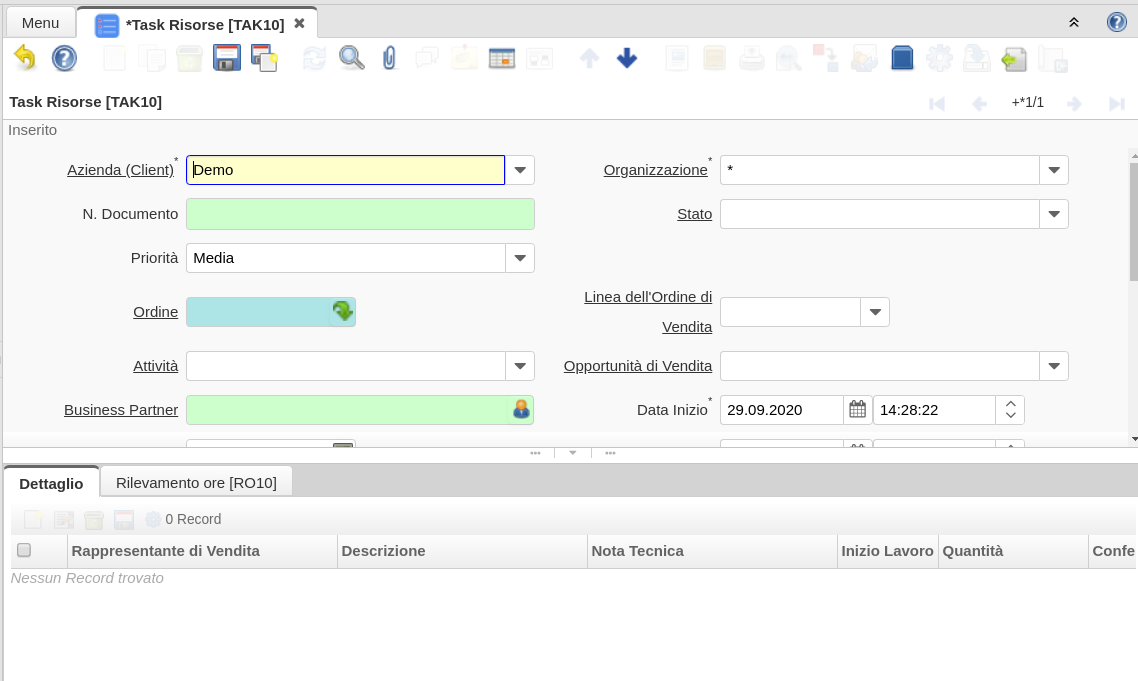 Menu
*Task Risorse [TAK10]
Task Risorse [TAK10]
+*1/1
Inserito
Azienda (Client)* Demo
Organizzazione* *
N. Documento
Stato
Priorità Media
Ordine
Linea dell'Ordine di
Vendita
Attività
Opportunità di Vendita
Business Partner
Data Inizio* 29.09.2020 14:28:22
Dettaglio
Rilevamento ore [RO10]
0 Record
Rappresentante di Vendita Descrizione Nota Tecnica Inizio Lavoro Quantità Confe
Nessun Record trovato